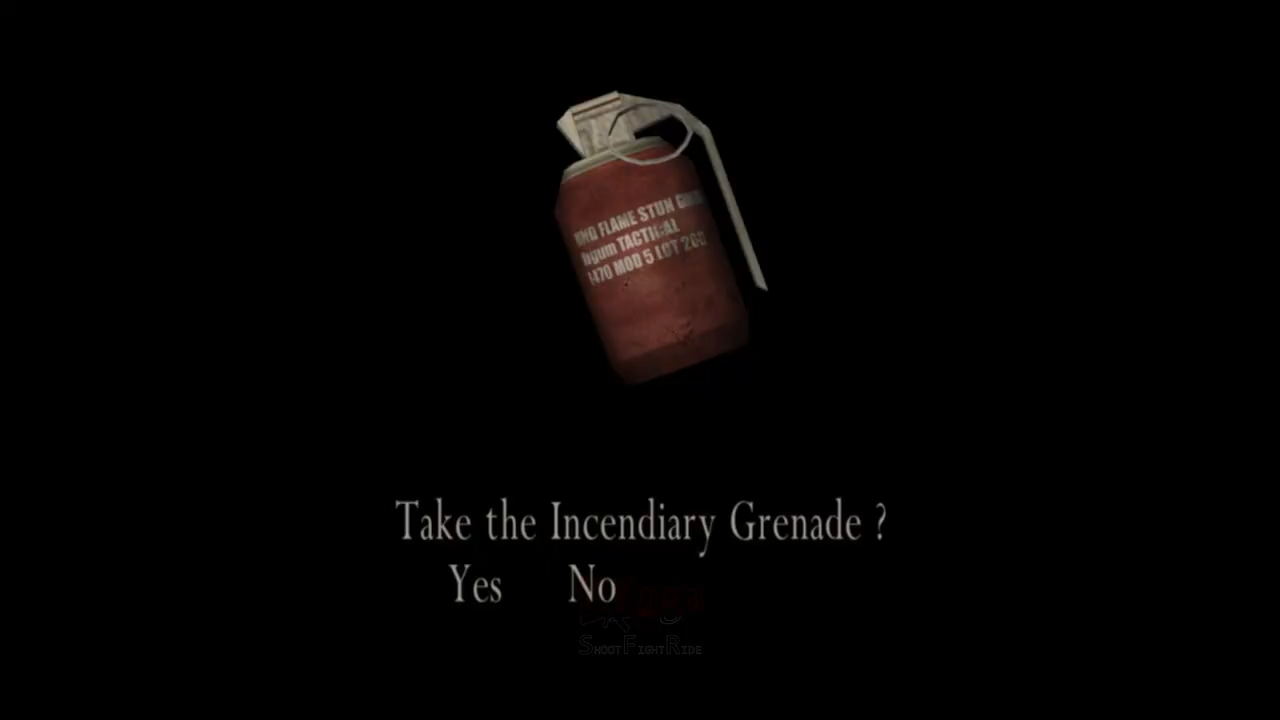 FLAME STUN
TACTICAL
MOD 5 LOT
Take the Incendiary Grenade ?
Yes No
ShootFightRide